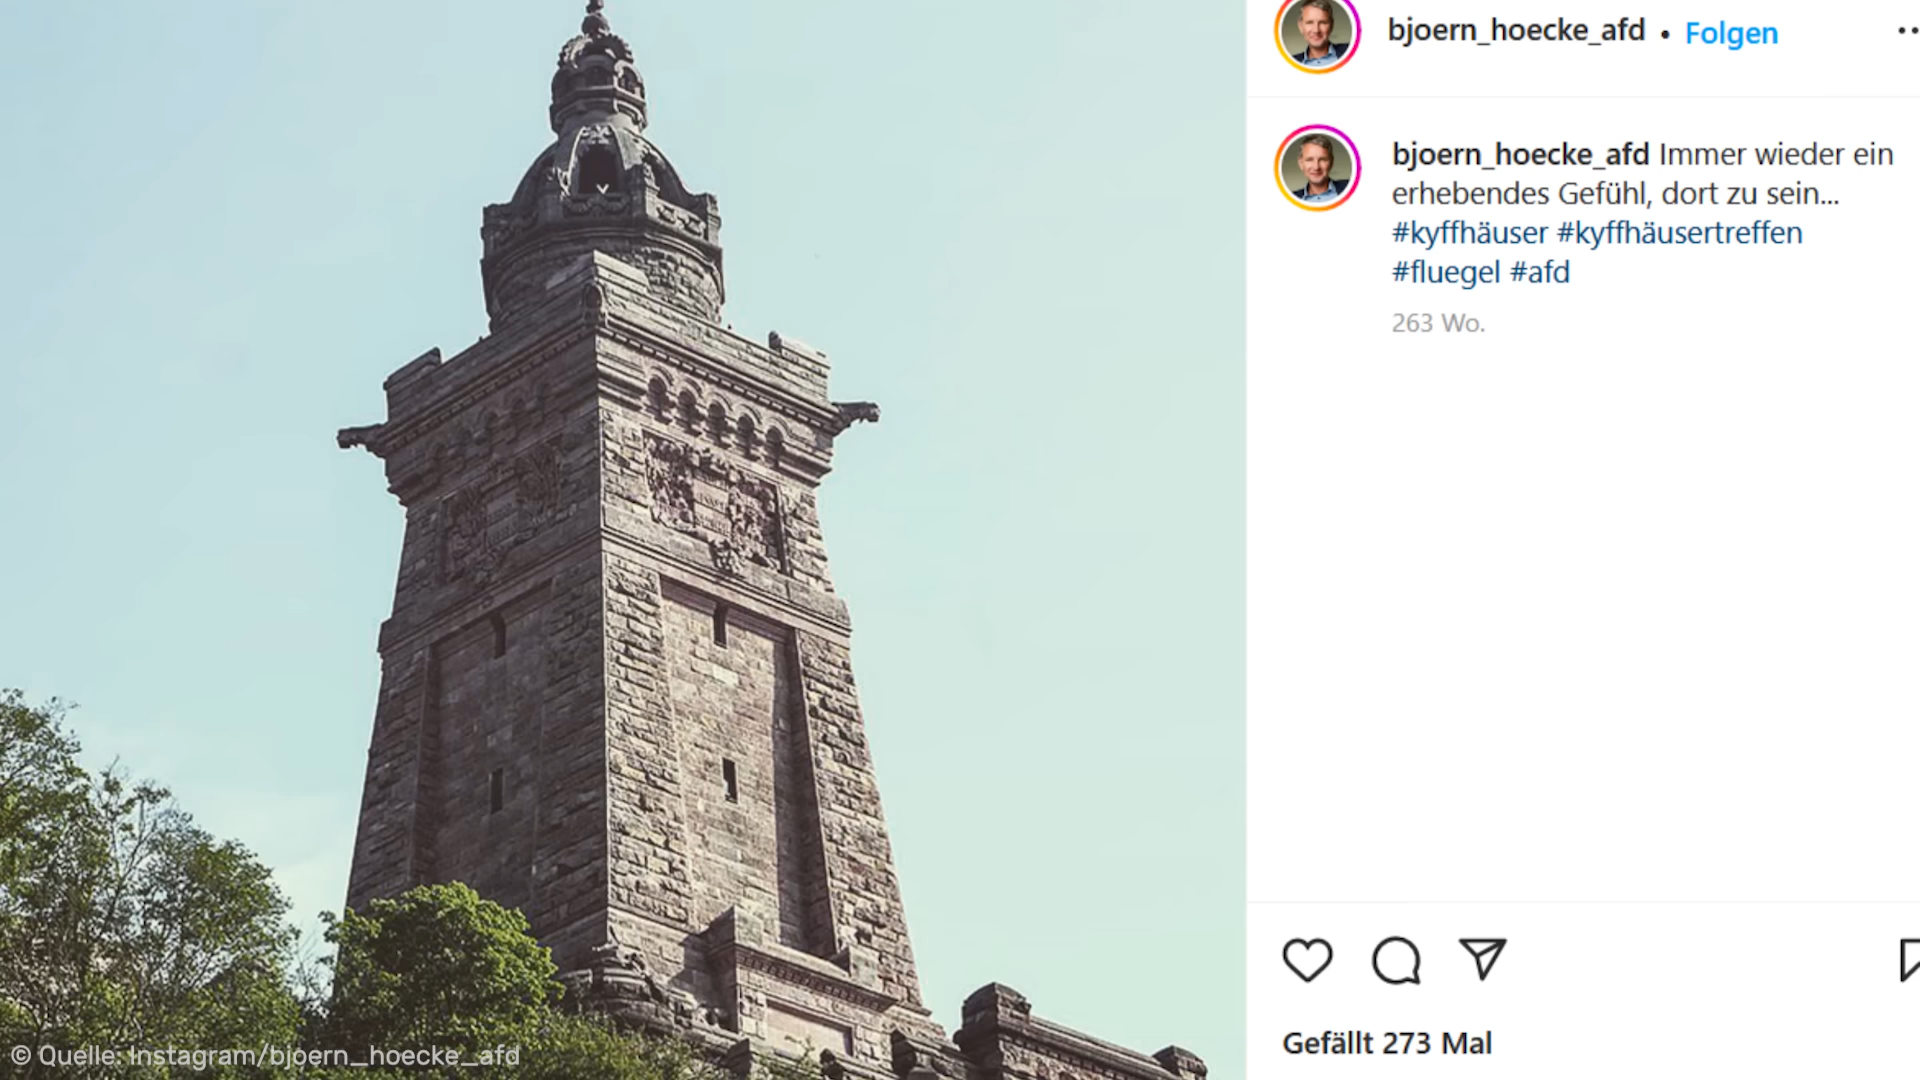 bjoern_hoecke_afd • Folgen
bjoern_hoecke_afd Immer wieder ein
erhebendes Gefühl, dort zu sein...
#kyffhäuser #kyffhäusertreffen
#fluegel #afd
263 Wo.
Gefällt 273 Mal
© Quelle: Instagram/bjoern_hoecke_afd